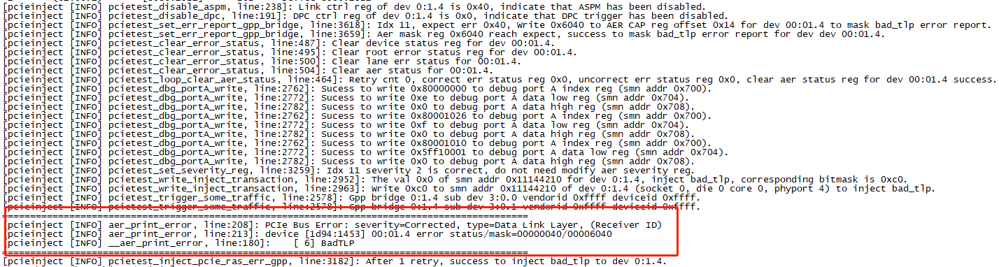 [pcieinject [INFO] pcietest_disable_aspm, line:238]: Link ctrl reg of dev 0:1.4 is 0x40, indicate that ASPM has been disabled.
[pcieinject [INFO] pcietest_disable_dpc, line:191]: DPC ctrl reg of dev 0:1.4 is 0x0, indicate that DPC trigger has been disabled.
[pcieinject [INFO] pcietest_set_err_report_gpp_bridge, line:3618]: Idx 11, expect err 0x40, Write 0x6040 to AER CAP reg offset 0x14 for dev 00:01.4 to mask bad_tlp error report.
[pcieinject [INFO] pcietest_set_err_report_gpp_bridge, line:3659]: Aer mask reg 0x6040 reach expect, success to mask bad_tlp error report for dev dev 00:01.4.
[pcieinject [INFO] pcietest_clear_error_status, line:487]: Clear device status reg for dev 00:01.4.
[pcieinject [INFO] pcietest_clear_error_status, line:495]: Clear root error status reg for dev 00:01.4.
[pcieinject [INFO] pcietest_clear_error_status, line:500]: Clear lane err status for 00:01.4.
[pcieinject [INFO] pcietest_clear_error_status, line:504]: Clear aer status for 00:01.4.
[pcieinject [INFO] pcietest_loop_clear_aer_status, line:464]: Retry cnt 0, correct err status reg 0x0, uncorrect err status reg 0x0, clear aer status reg for dev 00:01.4 success.
[pcieinject [INFO] pcietest_dbg_portA_write, line:2762]: Sucess to write 0x80000000 to debug port A index reg (smn addr 0x700).
[pcieinject [INFO] pcietest_dbg_portA_write, line:2772]: Sucess to write 0xe to debug port A data low reg (smn addr 0x704).
[pcieinject [INFO] pcietest_dbg_portA_write, line:2782]: Sucess to write 0x0 to debug port A data high reg (smn addr 0x708).
[pcieinject [INFO] pcietest_dbg_portA_write, line:2762]: Sucess to write 0x80001026 to debug port A index reg (smn addr 0x700).
[pcieinject [INFO] pcietest_dbg_portA_write, line:2772]: Sucess to write 0xf to debug port A data low reg (smn addr 0x704).
[pcieinject [INFO] pcietest_dbg_portA_write, line:2782]: Sucess to write 0x0 to debug port A data high reg (smn addr 0x708).
[pcieinject [INFO] pcietest_dbg_portA_write, line:2762]: Sucess to write 0x80001010 to debug port A index reg (smn addr 0x700).
[pcieinject [INFO] pcietest_dbg_portA_write, line:2772]: Sucess to write 0x5ff10001 to debug port A data low reg (smn addr 0x704).
[pcieinject [INFO] pcietest_dbg_portA_write, line:2782]: Sucess to write 0x0 to debug port A data high reg (smn addr 0x708).
[pcieinject [INFO] pcietest_set_severity_reg, line:3259]: Idx 11 severity 2 is correct, do not need modify aer severity reg.
[pcieinject [INFO] pcietest_write_inject_transaction, line:2952]: The val 0x0 of smn addr 0x11144210 for dev 0:1.4, inject bad_tlp, corresponding bitmask is 0xc0.
[pcieinject [INFO] pcietest_write_inject_transaction, line:2963]: Write 0xc0 to smn addr 0x11144210 of dev 0:1.4 (socket 0, die 0 core 0, phyport 4) to inject bad_tlp.
[pcieinject [INFO] pcietest_trigger_some_traffic, line:2578]: Gpp bridge 0:1.4 sub dev 3:0.0 vendorid 0xffff deviceid 0xffff.
[pcieinject [INFO] pcietest_trigger_some_traffic, line:2578]: Gpp bridge 0:1.4 sub dev 3:0.1 vendorid 0xffff deviceid 0xffff.
[pcieinject [INFO] aer_print_error, line:208]: PCIe Bus Error: severity=Corrected, type=Data Link Layer, (Receiver ID)
[pcieinject [INFO] aer_print_error, line:213]: device [1d94:1453] 00:01.4 error status/mask=00000040/00006040
[pcieinject [INFO] __aer_print_error, line:180]:    [ 6] BadTLP
[pcieinject [INFO] pcietest_inject_pcie_ras_err_gpp, line:3182]: After 1 retry, success to inject bad_tlp to dev 0:1.4.